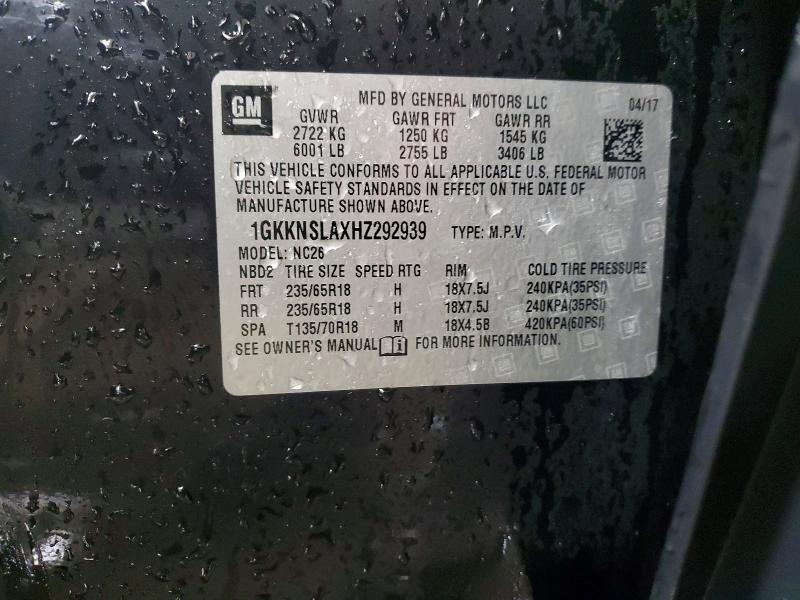 GM MFD BY GENERAL MOTORS LLC 04/17
GVWR GAWR FRT GAWR RR
2722 KG 1250 KG 1545 KG
6001 LB 2755 LB 3406 LB
THIS VEHICLE CONFORMS TO ALL APPLICABLE U.S. FEDERAL MOTOR
VEHICLE SAFETY STANDARDS IN EFFECT ON THE DATE OF
MANUFACTURE SHOWN ABOVE.
1GKKNSLAXHZ292939 TYPE: M.P.V.
MODEL: NC26
NBD2 TIRE SIZE SPEED RTG RIM COLD TIRE PRESSURE
FRT 235/65R18 H 18X7.5J 240KPA(35PSI)
RR 235/65R18 H 18X7.5J 240KPA(35PSI)
SPA T135/70R18 M 18X4.5B 420KPA(60PSI)
SEE OWNER'S MANUAL i FOR MORE INFORMATION.